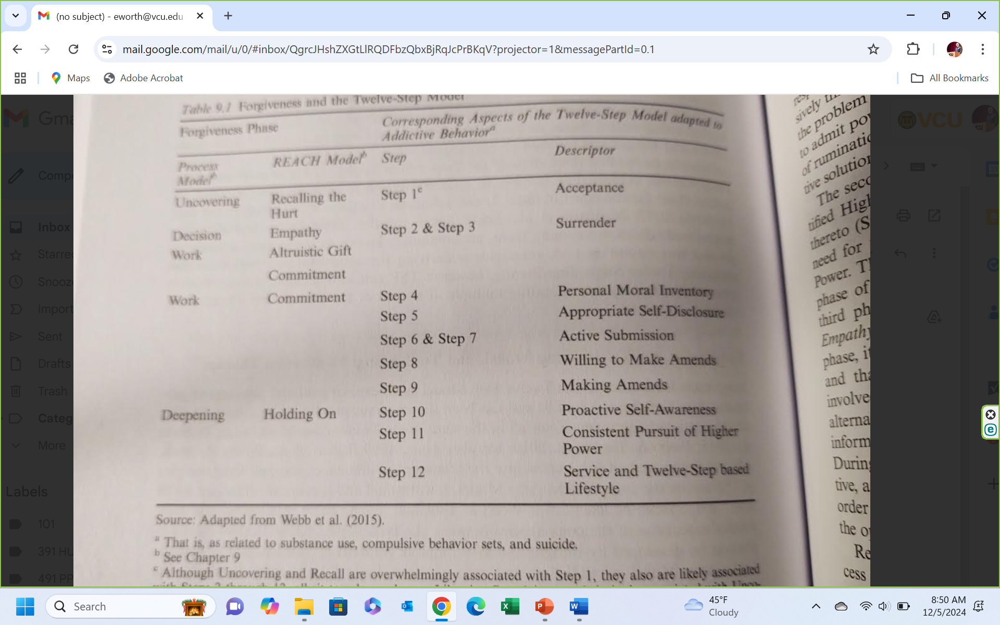 (no subject) - eworth@vcu.edu
mail.google.com/mail/u/0/#inbox/QgrcJHshZXGtLlRQDFbzQbxBjRqJcPrBKqV?projector=1&messagePartId=0.1
Maps Adobe Acrobat All Bookmarks
Gma
VCU
Compo
Inbox
Starred
Snooze
Import
Sent
Drafts
Trash
Categ
More
Labels
101
391 HU
491 PP
Table 9.1 Forgiveness and the Twelve-Step Model
Forgiveness Phase Corresponding Aspects of the Twelve-Step Model adapted to
Addictive Behavior a
Process REACH Model b Step Descriptor
Model b
Uncovering Recalling the Step 1 c Acceptance
Hurt
Decision Empathy Step 2 & Step 3 Surrender
Work Altruistic Gift
Commitment
Work Commitment Step 4 Personal Moral Inventory
Step 5 Appropriate Self-Disclosure
Step 6 & Step 7 Active Submission
Step 8 Willing to Make Amends
Step 9 Making Amends
Deepening Holding On Step 10 Proactive Self-Awareness
Step 11 Consistent Pursuit of Higher
Power
Step 12 Service and Twelve-Step based
Lifestyle
Source: Adapted from Webb et al. (2015).
a That is, as related to substance use, compulsive behavior sets, and suicide.
b See Chapter 9
c Although Uncovering and Recall are overwhelmingly associated with Step 1, they also are likely associated
sively
the problem
to admit po
of ruminatio
tive solution
The seco
tified High
thereto (S
need for
Power. T
phase of
third ph
Empathy
phase, it
and tha
involve
alterna
inform
During
tive, a
order
the o
Re
cess
Search
45°F
Cloudy
8:50 AM
12/5/2024